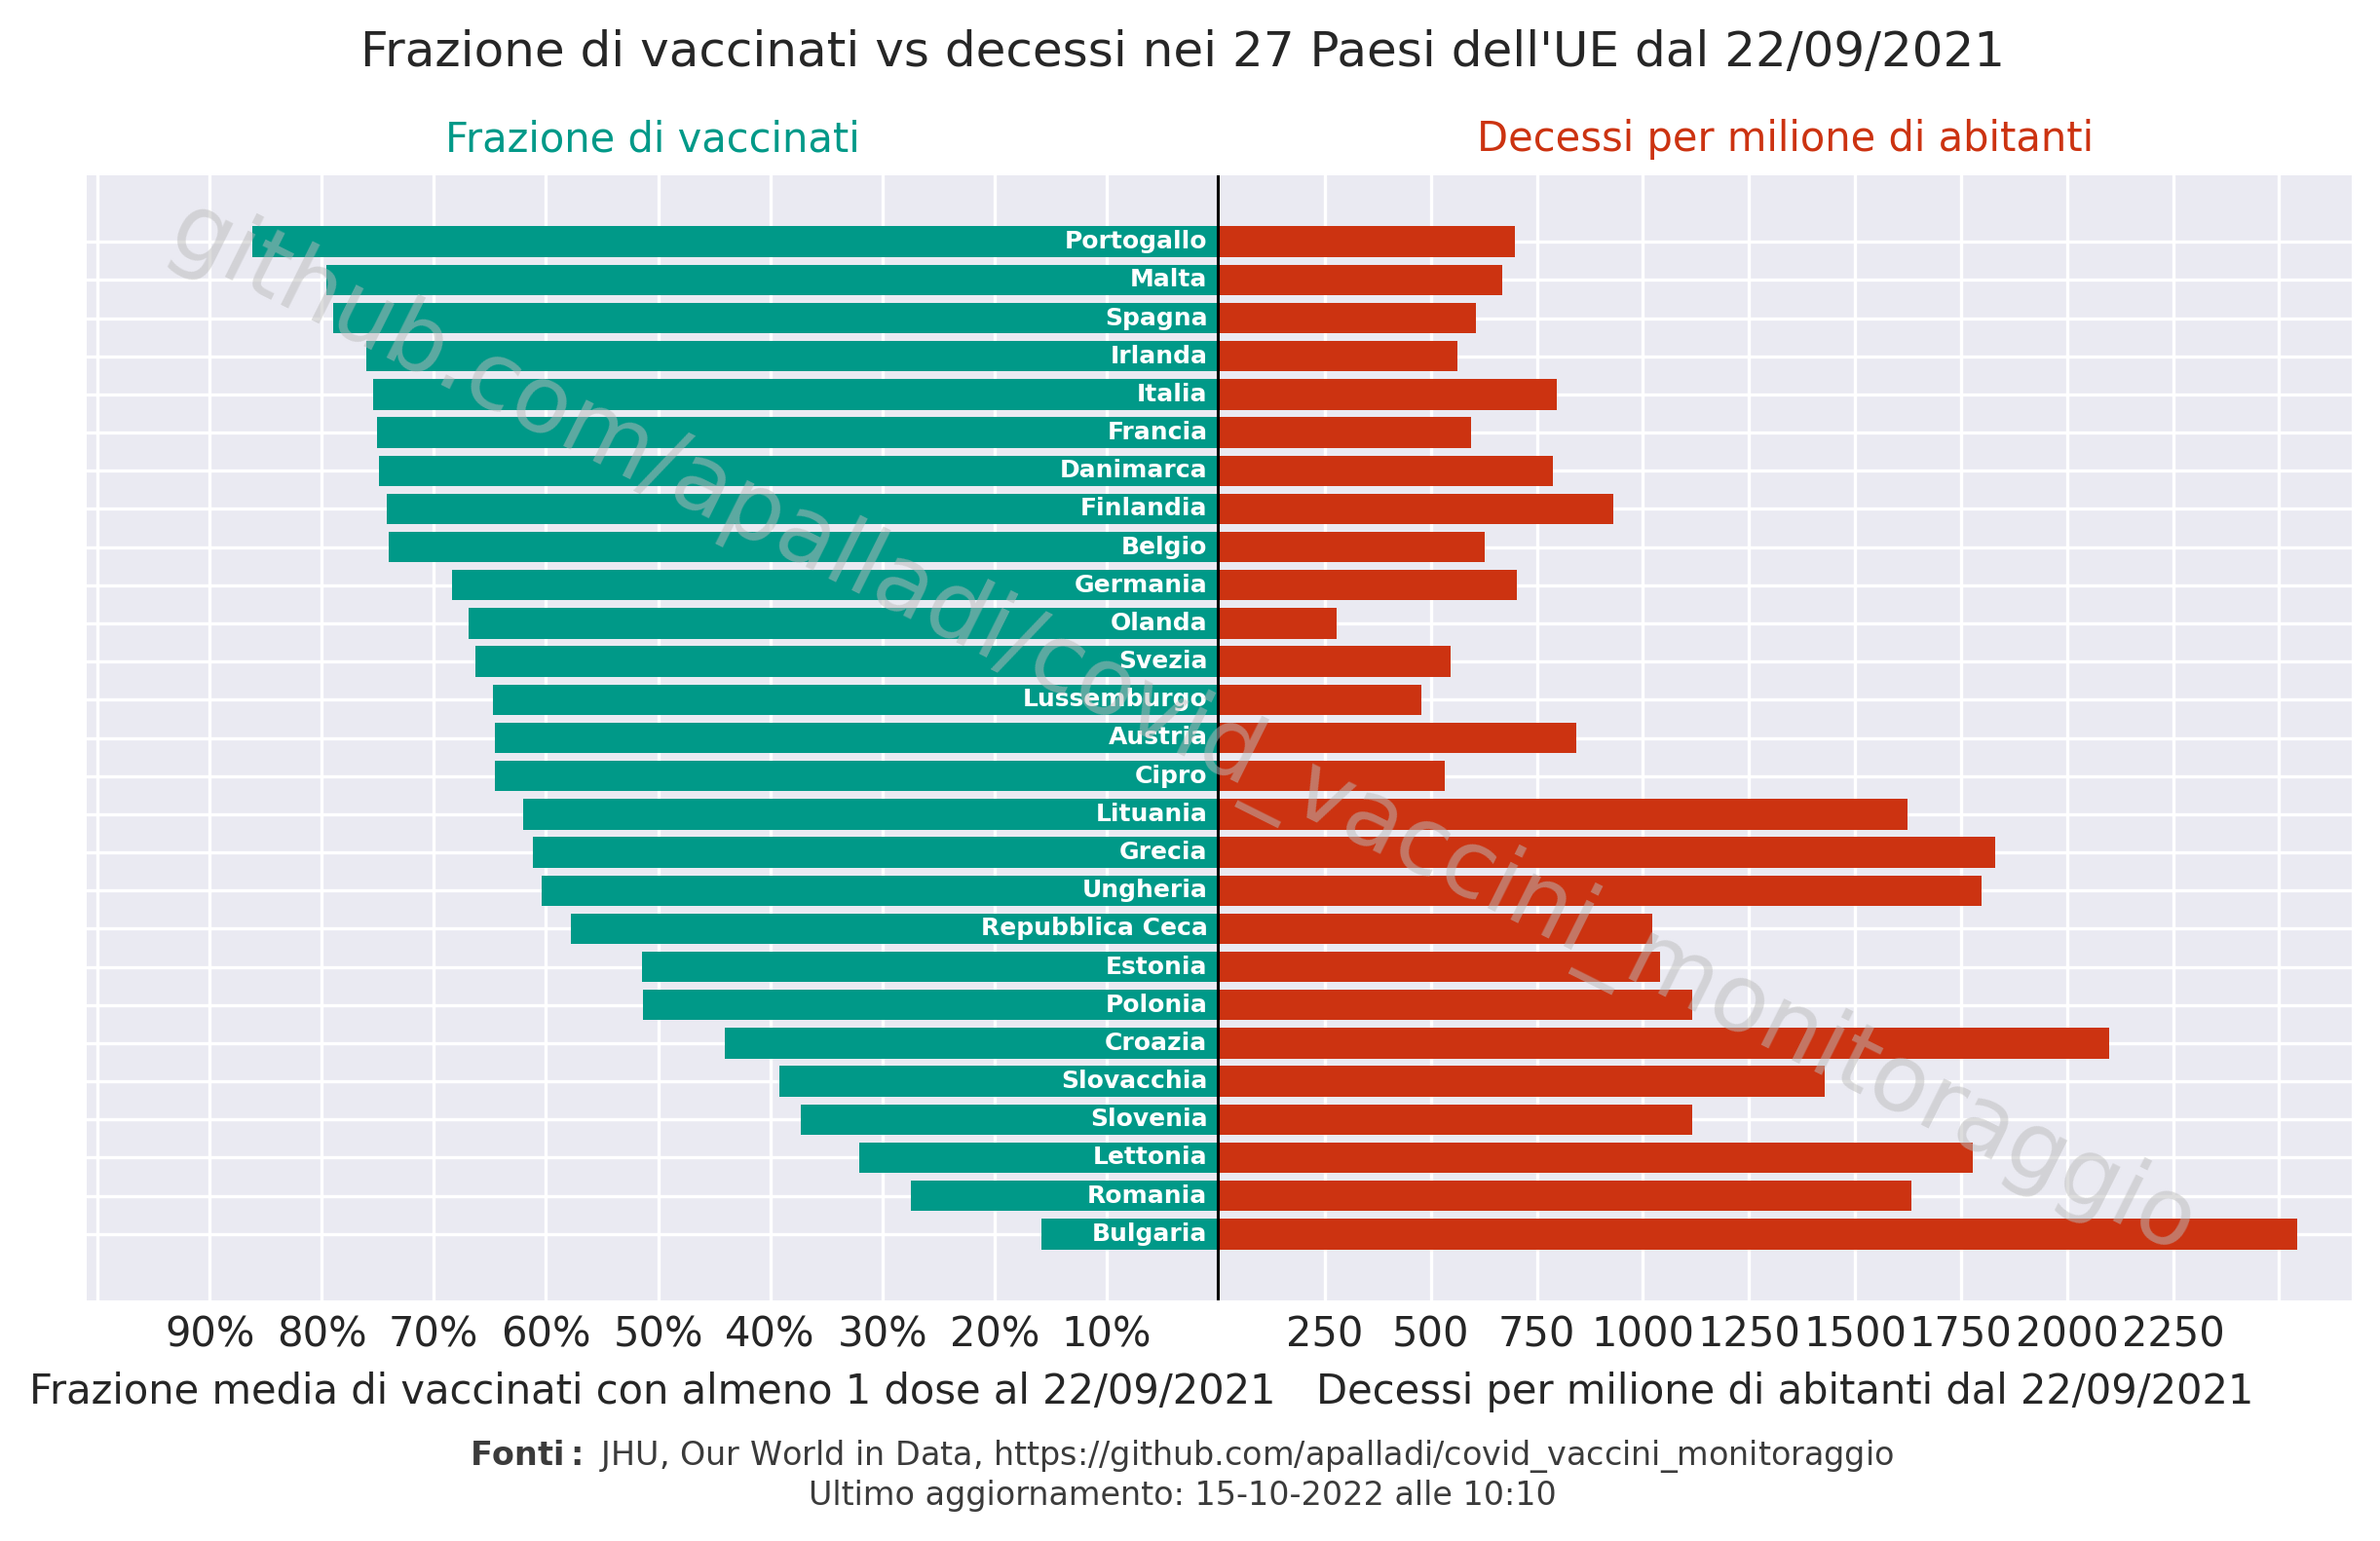 Frazione di vaccinati vs decessi nei 27 Paesi dell'UE dal 22/09/2021
Frazione di vaccinati
Decessi per milione di abitanti
Portogallo
Malta
Spagna
Irlanda
Italia
Francia
Danimarca
Finlandia
Belgio
Germania
Olanda
Svezia
Lussemburgo
Austria
Cipro
Lituania
Grecia
Ungheria
Repubblica Ceca
Estonia
Polonia
Croazia
Slovacchia
Slovenia
Lettonia
Romania
Bulgaria
github.com/apalladi/covid_vaccini_monitoraggio
90% 80% 70% 60% 50% 40% 30% 20% 10%
250 500 750 1000 1250 1500 1750 2000 2250
Frazione media di vaccinati con almeno 1 dose al 22/09/2021
Decessi per milione di abitanti dal 22/09/2021
Fonti: JHU, Our World in Data, https://github.com/apalladi/covid_vaccini_monitoraggio
Ultimo aggiornamento: 15-10-2022 alle 10:10